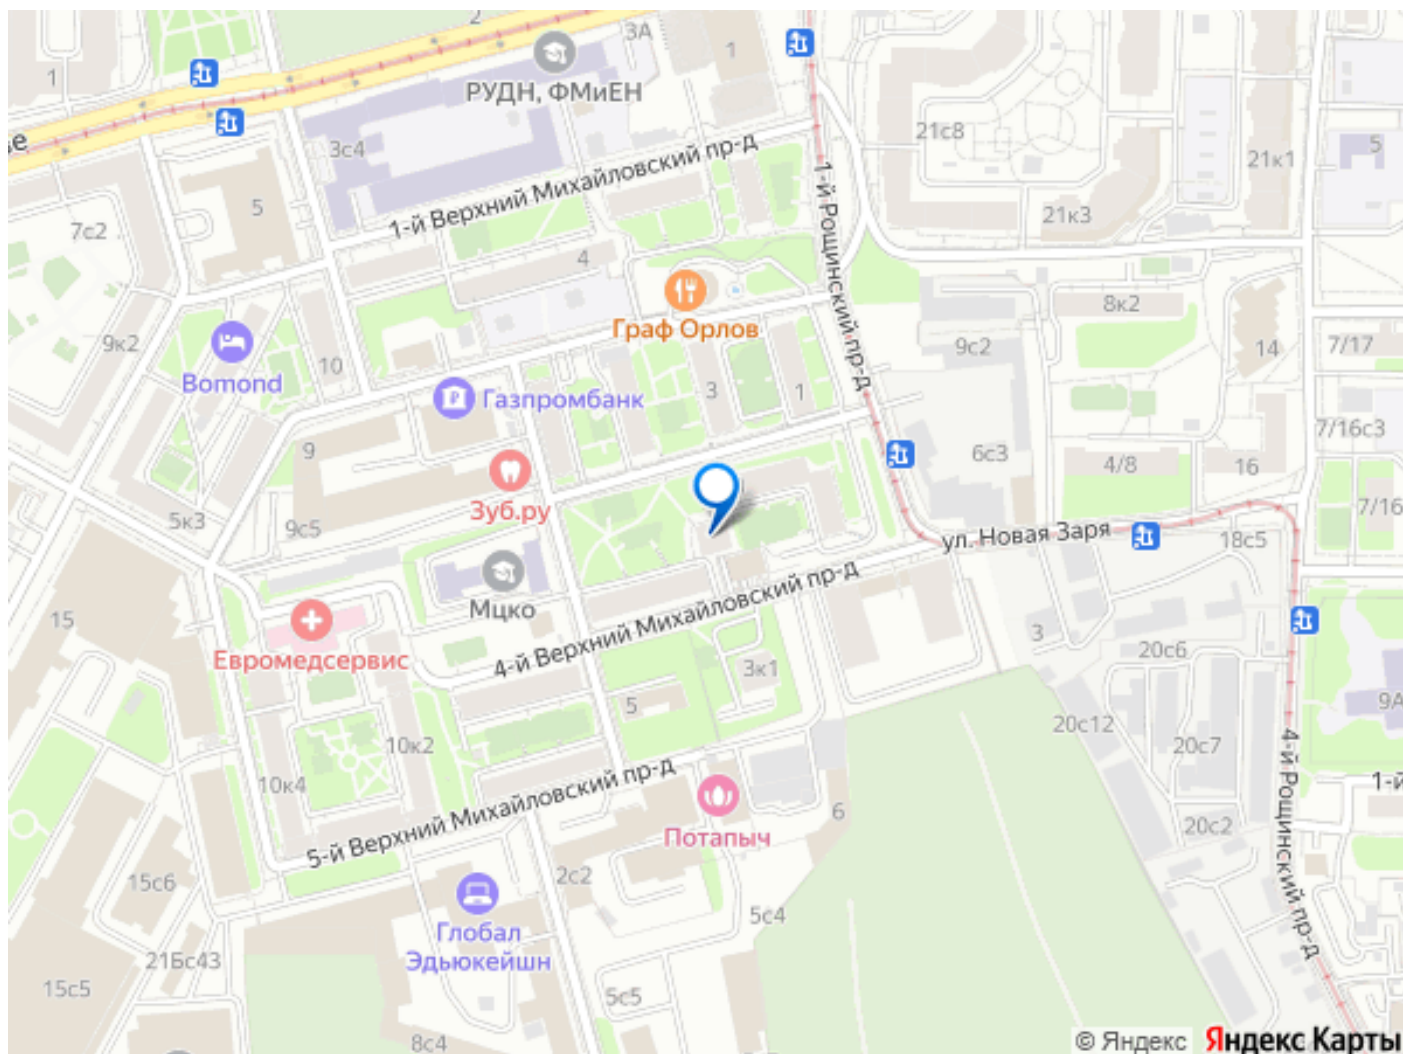 2
3А
1
1
РУДН, ФМиЕН
ье
3с4
21с8
5
21к1
1-й Верхний Михайловский пр-д
1-й Рощинский пр-д
5
7с2
21к3
4
8к2
Граф Орлов
9к2
10
9с2
14
7/17
Bomond
Газпромбанк
3
1
7/16с3
9
6с3
4/8
16
Зуб.ру
5к3
9с5
7/16
ул. Новая Заря
18с5
Мцко
4-й Верхний Михайловский пр-д
15
3
20с6
Евромедсервис
3к1
5
9А
20с12
20с7
10к2
4-й Рощинский пр-д
10к4
5-й Верхний Михайловский пр-д
1-й
6
20с2
Потапыч
2с2
15с6
5с4
Глобал
Эдьюкейшн
21Бс43
15с5
5с5
8с4
© Яндекс
Яндекс Карты